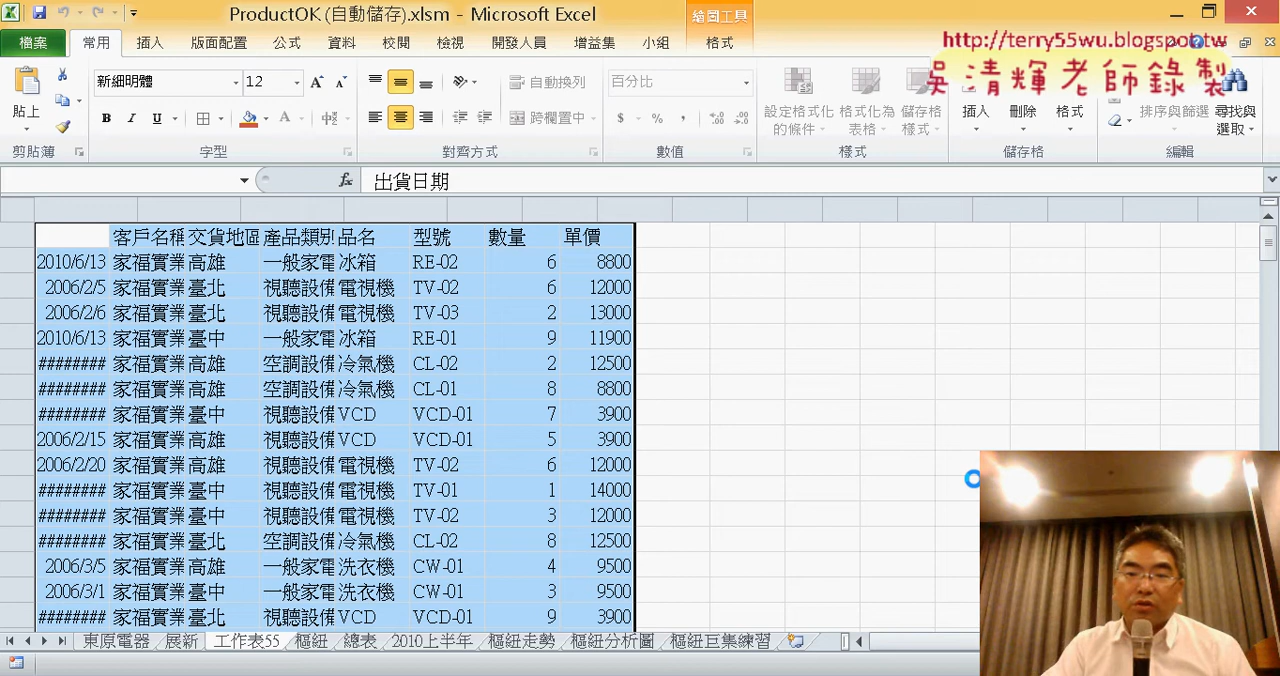 ProductOK (自動儲存).xlsm - Microsoft Excel
繪圖工具
檔案 常用 插入 版面配置 公式 資料 校閱 檢視 開發人員 增益集 小組 格式
http://terry55wu.blogspot.tw
吳清輝老師錄製
貼上
新細明體 12
B I U
自動換列
跨欄置中
百分比
$ % ,
設定格式化的條件
格式化為表格
儲存格樣式
插入 刪除 格式
排序與篩選
尋找與選取
剪貼簿 字型 對齊方式 數值 樣式 儲存格 編輯
fx 出貨日期
客戶名稱 交貨地區 產品類別 品名 型號 數量 單價
2010/6/13 家福實業 高雄 一般家電 冰箱 RE-02 6 8800
2006/2/5 家福實業 臺北 視聽設備 電視機 TV-02 6 12000
2006/2/6 家福實業 臺北 視聽設備 電視機 TV-03 2 13000
2010/6/13 家福實業 臺中 一般家電 冰箱 RE-01 9 11900
######## 家福實業 高雄 空調設備 冷氣機 CL-02 2 12500
######## 家福實業 高雄 空調設備 冷氣機 CL-01 8 8800
######## 家福實業 臺中 視聽設備 VCD VCD-01 7 3900
2006/2/15 家福實業 高雄 視聽設備 VCD VCD-01 5 3900
2006/2/20 家福實業 高雄 視聽設備 電視機 TV-02 6 12000
######## 家福實業 臺中 視聽設備 電視機 TV-01 1 14000
######## 家福實業 臺中 視聽設備 電視機 TV-02 3 12000
######## 家福實業 臺北 空調設備 冷氣機 CL-02 8 12500
2006/3/5 家福實業 高雄 一般家電 洗衣機 CW-01 4 9500
2006/3/1 家福實業 臺中 一般家電 洗衣機 CW-01 3 9500
######## 家福實業 臺北 視聽設備 VCD VCD-01 9 3900
東原電器 展新 工作表55 樞紐 總表 2010上半年 樞紐走勢 樞紐分析圖 樞紐巨集練習